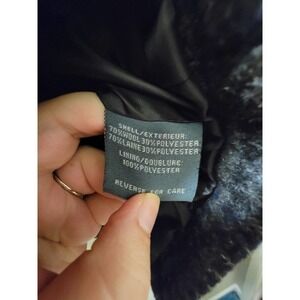 SHELL/EXTERIEUR:
70%WOOL 30%POLYESTER
70%LAINE 30%POLYESTER
LINING/DOUBLURE:
100%POLYESTER
REVERSE FOR CARE